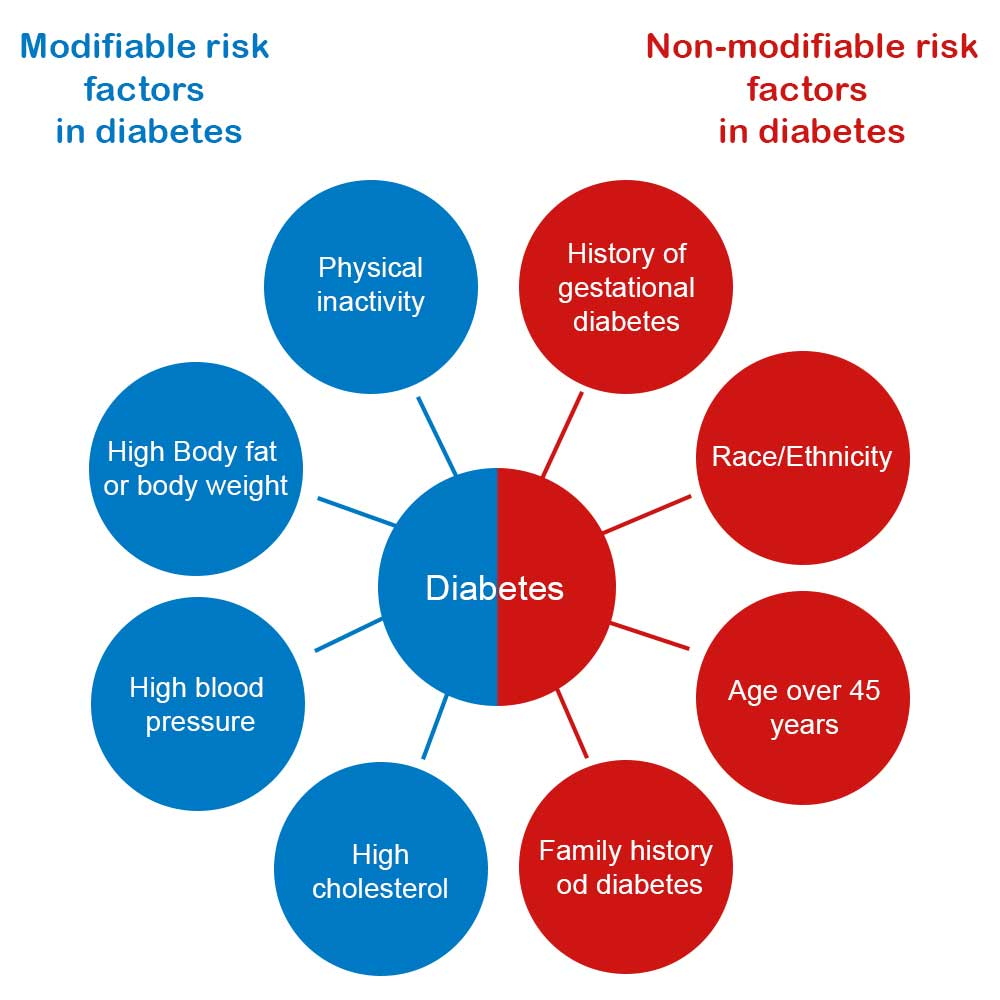 Modifiable risk
factors
in diabetes
Non-modifiable risk
factors
in diabetes
Physical
inactivity
History of
gestational
diabetes
High Body fat
or body weight
Race/Ethnicity
Diabetes
High blood
pressure
Age over 45
years
High
cholesterol
Family history
od diabetes